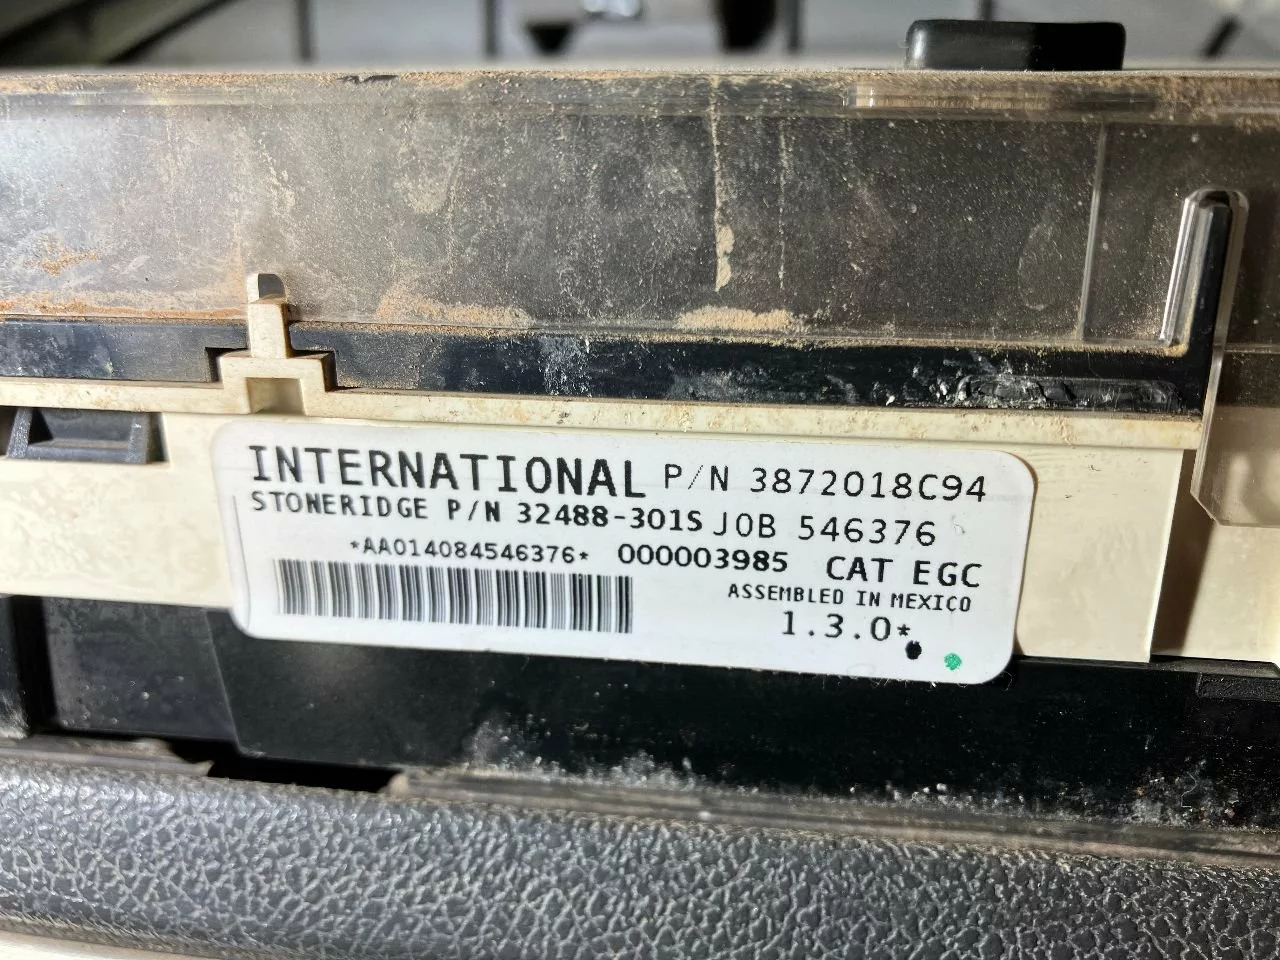 INTERNATIONAL P/N 3872018C94
STONERIDGE P/N 32488-301S JOB 546376
*AA014084546376* 000003985 CAT EGC
ASSEMBLED IN MEXICO
1.3.0*